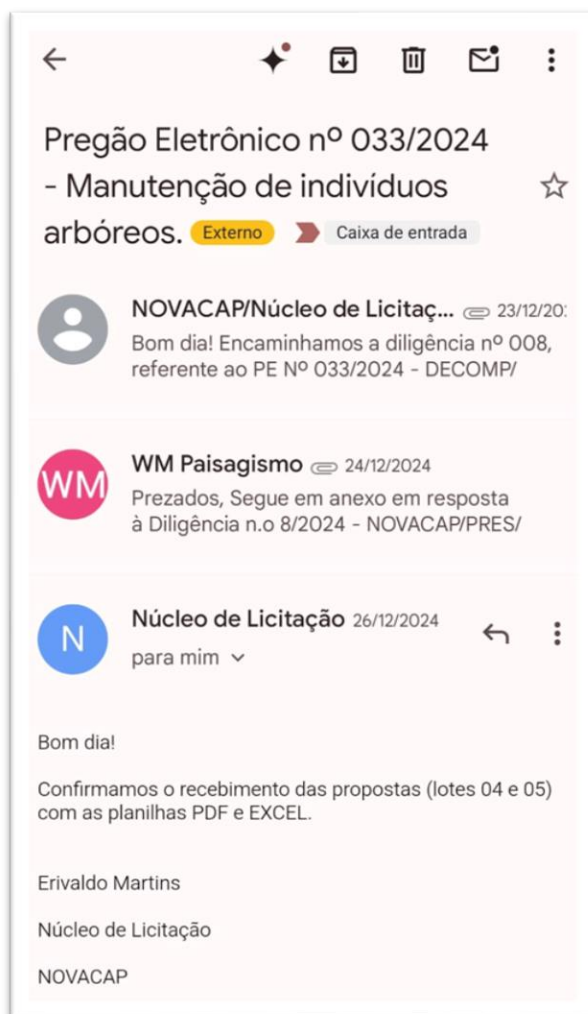 Pregão Eletrônico nº 033/2024
- Manutenção de indivíduos
arbóreos. Externo Caixa de entrada
NOVACAP/Núcleo de Licitaç... 23/12/20:
Bom dia! Encaminhamos a diligência nº 008,
referente ao PE Nº 033/2024 - DECOMP/
WM
WM Paisagismo 24/12/2024
Prezados, Segue em anexo em resposta
à Diligência n.o 8/2024 - NOVACAP/PRES/
N
Núcleo de Licitação 26/12/2024
para mim
Bom dia!
Confirmamos o recebimento das propostas (lotes 04 e 05)
com as planilhas PDF e EXCEL.
Erivaldo Martins
Núcleo de Licitação
NOVACAP